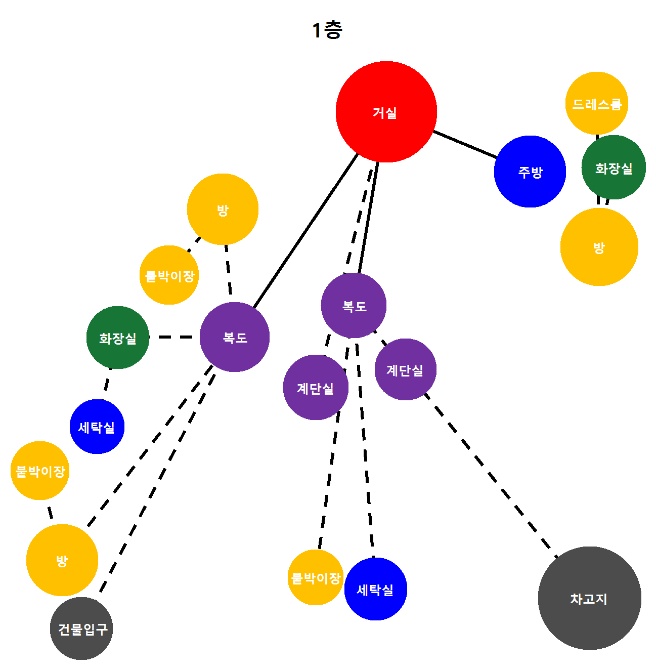 1층
거실
드레스룸
화장실
주방
방
방
붙박이장
복도
복도
화장실
계단실
계단실
세탁실
붙박이장
방
붙박이장
세탁실
차고지
건물입구